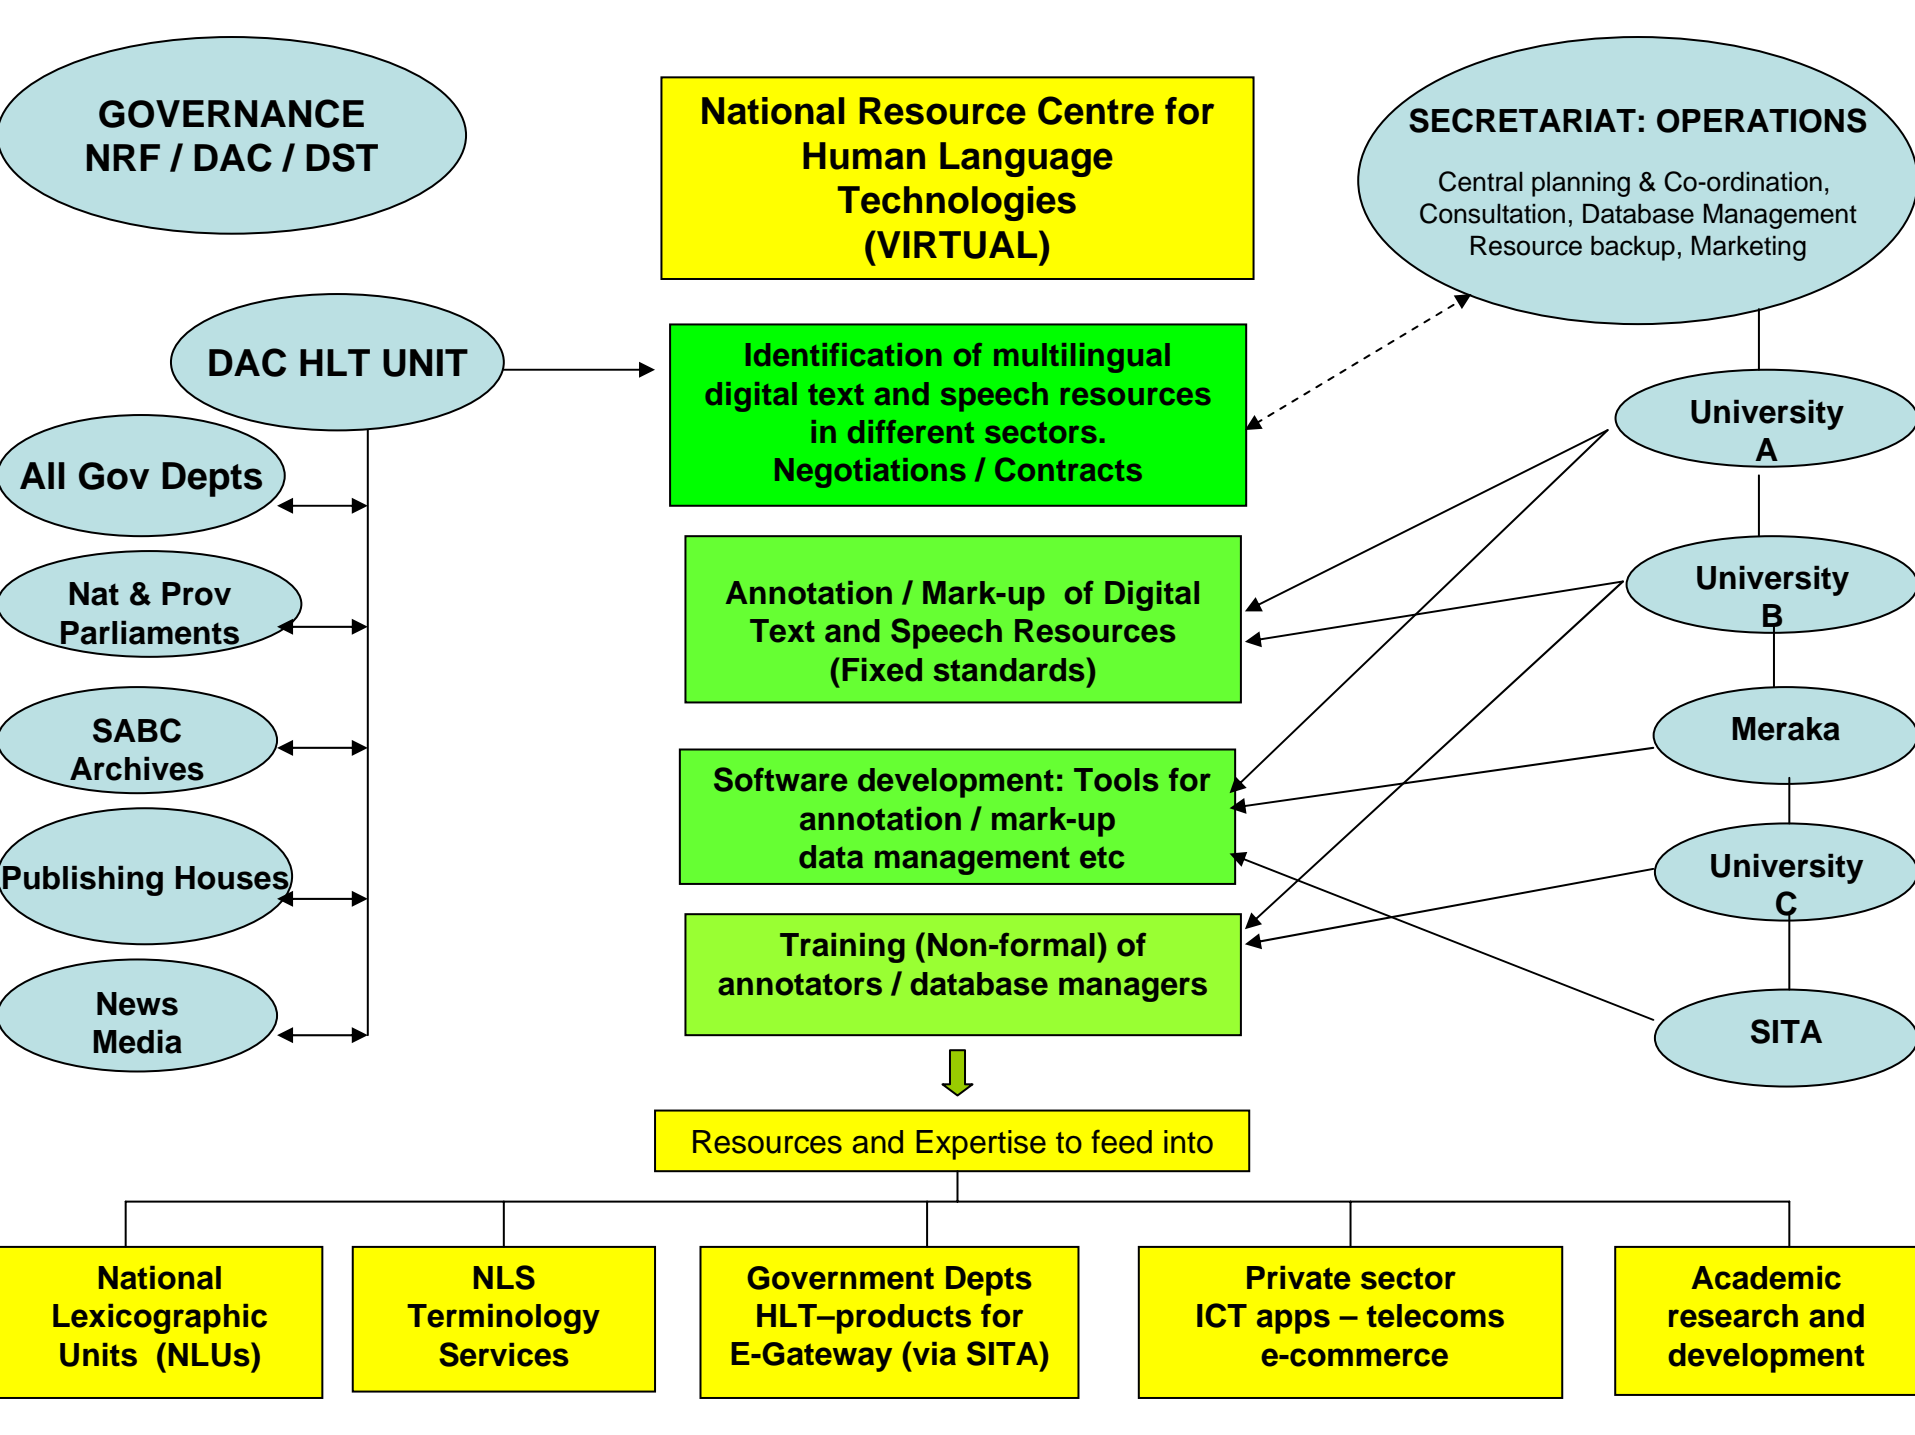 GOVERNANCE
NRF / DAC / DST
National Resource Centre for
Human Language
Technologies
(VIRTUAL)
SECRETARIAT: OPERATIONS
Central planning & Co-ordination,
Consultation, Database Management
Resource backup, Marketing
DAC HLT UNIT
All Gov Depts
Nat & Prov
Parliaments
SABC
Archives
Publishing Houses
News
Media
Identification of multilingual
digital text and speech resources
in different sectors.
Negotiations / Contracts
Annotation / Mark-up of Digital
Text and Speech Resources
(Fixed standards)
Software development: Tools for
annotation / mark-up
data management etc
Training (Non-formal) of
annotators / database managers
University
A
University
B
Meraka
University
C
SITA
Resources and Expertise to feed into
National
Lexicographic
Units (NLUs)
NLS
Terminology
Services
Government Depts
HLT–products for
E-Gateway (via SITA)
Private sector
ICT apps – telecoms
e-commerce
Academic
research and
development